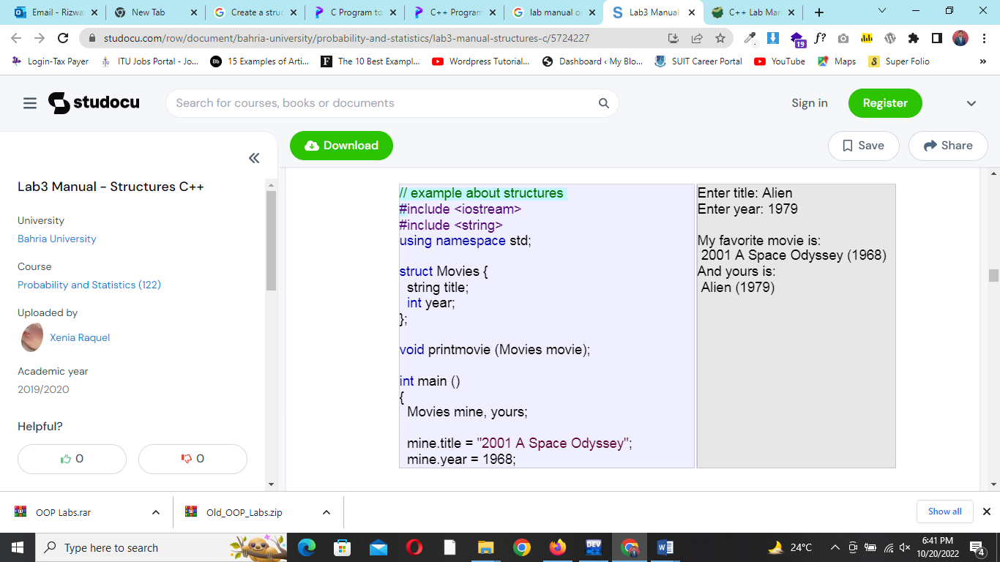 Email - Rizwa
New Tab
Create a struc
C Program to
C++ Program
lab manual o
Lab3 Manual
C++ Lab Man
studocu.com/row/document/bahria-university/probability-and-statistics/lab3-manual-structures-c/5724227
f?
19
Login-Tax Payer
ITU Jobs Portal - Jo...
Bb
15 Examples of Arti...
F
The 10 Best Exampl...
Wordpress Tutorial...
Dashboard ‹ My Blo...
SUIT Career Portal
YouTube
Maps
S
Super Folio
»
studocu
Search for courses, books or documents
Sign in
Register
Download
Save
Share
Lab3 Manual - Structures C++
University
Bahria University
Course
Probability and Statistics (122)
Uploaded by
Xenia Raquel
Academic year
2019/2020
Helpful?
0
0
// example about structures
#include <iostream>
#include <string>
using namespace std;
struct Movies {
string title;
int year;
};
void printmovie (Movies movie);
int main ()
{
Movies mine, yours;
mine.title = "2001 A Space Odyssey";
mine.year = 1968;
Enter title: Alien
Enter year: 1979
My favorite movie is:
2001 A Space Odyssey (1968)
And yours is:
Alien (1979)
OOP Labs.rar
Old_OOP_Labs.zip
Show all
Type here to search
DEV
W
24°C
6:41 PM
10/20/2022
4